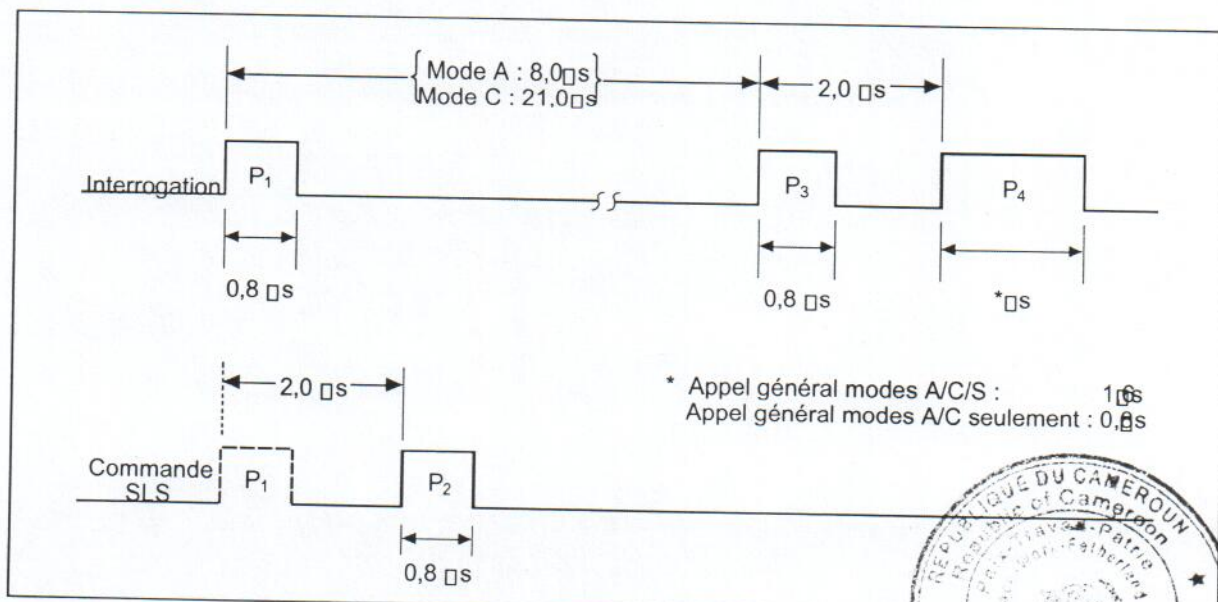 Mode A : 8,0▯s
Mode C : 21.0▯s
2,0 ▯s
Interrogation
P₁
P₃
P₄
0,8 ▯s
0,8 ▯s
*▯s
2,0 ▯s
* Appel général modes A/C/S :
Appel général modes A/C seulement :
Commande
SLS
P₁
P₂
0,8 ▯s
REPUBLIQUE DU CAMEROUN
Republic of Cameroon
Travail - Patrie